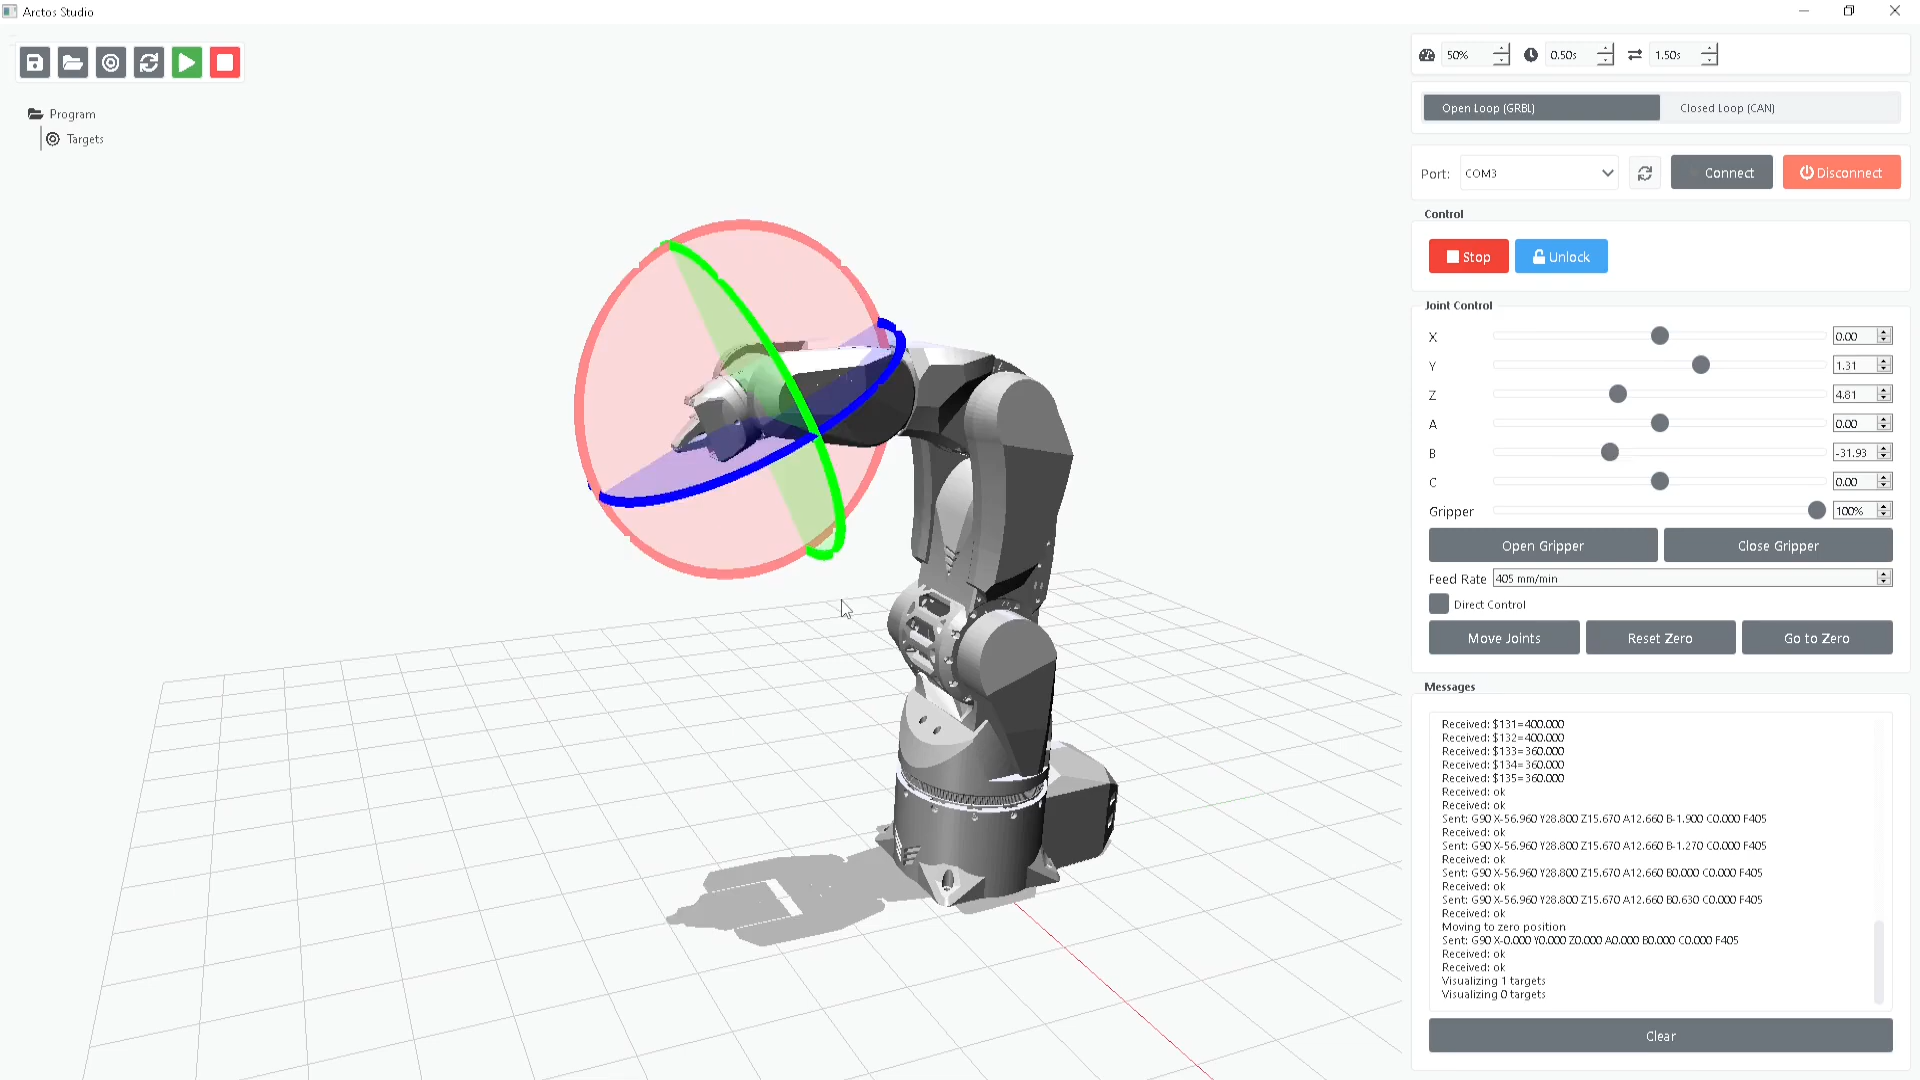 Arctos Studio
50%
0.50s
1.50s
Program
Targets
Open Loop (GRBL)
Closed Loop (CAN)
Port:
COM3
Connect
Disconnect
Control
Stop
Unlock
Joint Control
X
0.00
Y
1.31
Z
4.81
A
0.00
B
-31.93
C
0.00
Gripper
100%
Open Gripper
Close Gripper
Feed Rate
405 mm/min
Direct Control
Move Joints
Reset Zero
Go to Zero
Messages
Received: $131=400.000
Received: $132=400.000
Received: $133=360.000
Received: $134=360.000
Received: $135=360.000
Received: ok
Received: ok
Sent: G90 X-56.960 Y28.800 Z15.670 A12.660 B-1.900 C0.000 F405
Received: ok
Sent: G90 X-56.960 Y28.800 Z15.670 A12.660 B-1.270 C0.000 F405
Received: ok
Sent: G90 X-56.960 Y28.800 Z15.670 A12.660 B0.000 C0.000 F405
Received: ok
Sent: G90 X-56.960 Y28.800 Z15.670 A12.660 B0.630 C0.000 F405
Received: ok
Moving to zero position
Sent: G90 X-0.000 Y0.000 Z0.000 A0.000 B0.000 C0.000 F405
Received: ok
Received: ok
Visualizing 1 targets
Visualizing 0 targets
Clear